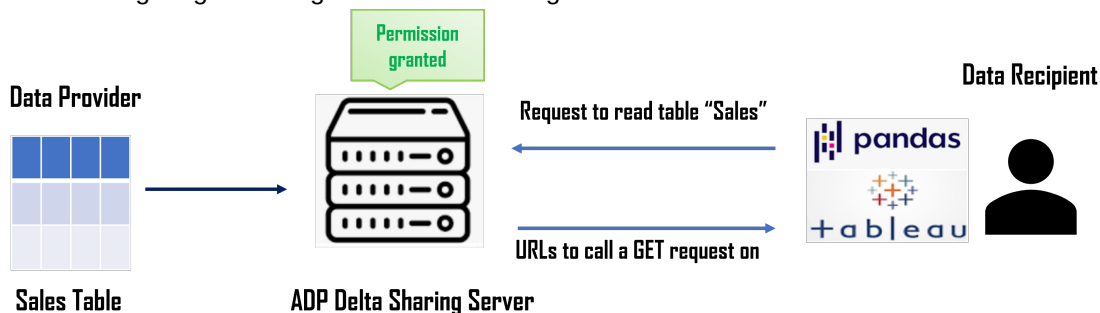 Permission
granted
Data Provider
Data Recipient
Request to read table “Sales”
pandas
+ableau
URLs to call a GET request on
Sales Table
ADP Delta Sharing Server